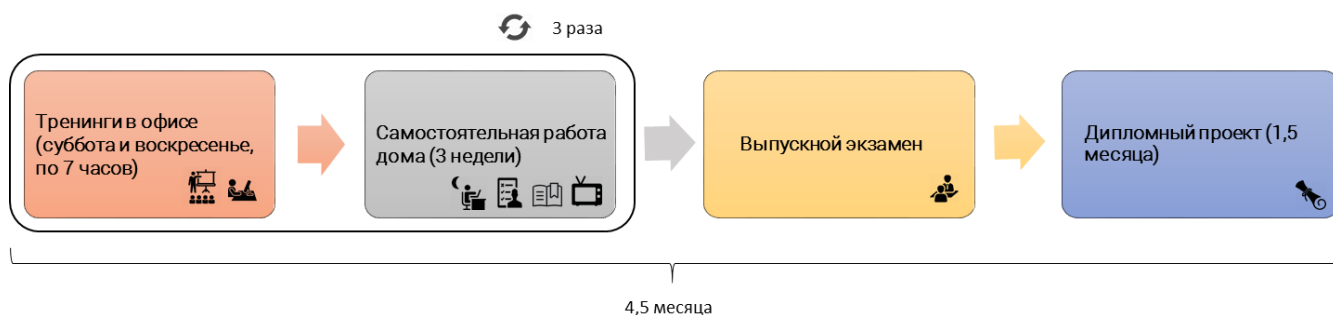 3 раза
Тренинги в офисе
(суббота и воскресенье,
по 7 часов)
Самостоятельная работа
дома (3 недели)
Выпускной экзамен
Дипломный проект (1,5
месяца)
4,5 месяца